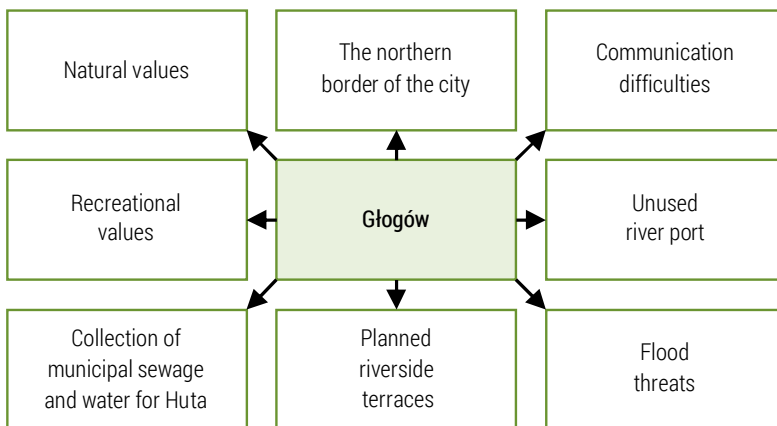 Natural values
The northern
border of the city
Communication
difficulties
Recreational
values
Głogów
Unused
river port
Collection of
municipal sewage
and water for Huta
Planned
riverside
terraces
Flood
threats